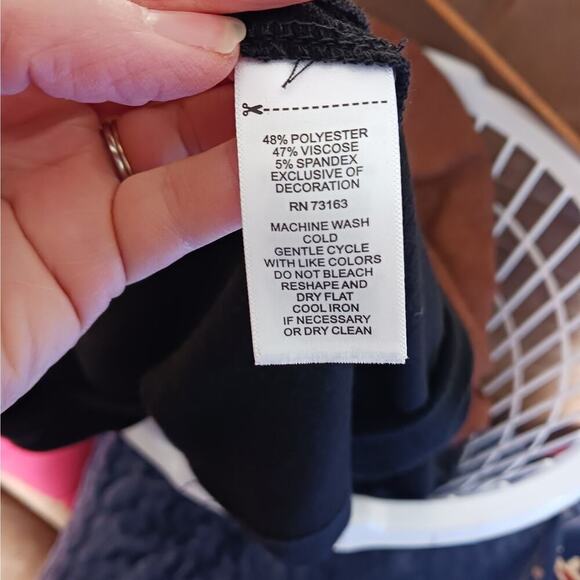 48% POLYESTER
47% VISCOSE
5% SPANDEX
EXCLUSIVE OF
DECORATION
RN 73163
MACHINE WASH
COLD
GENTLE CYCLE
WITH LIKE COLORS
DO NOT BLEACH
RESHAPE AND
DRY FLAT
COOL IRON
IF NECESSARY
OR DRY CLEAN